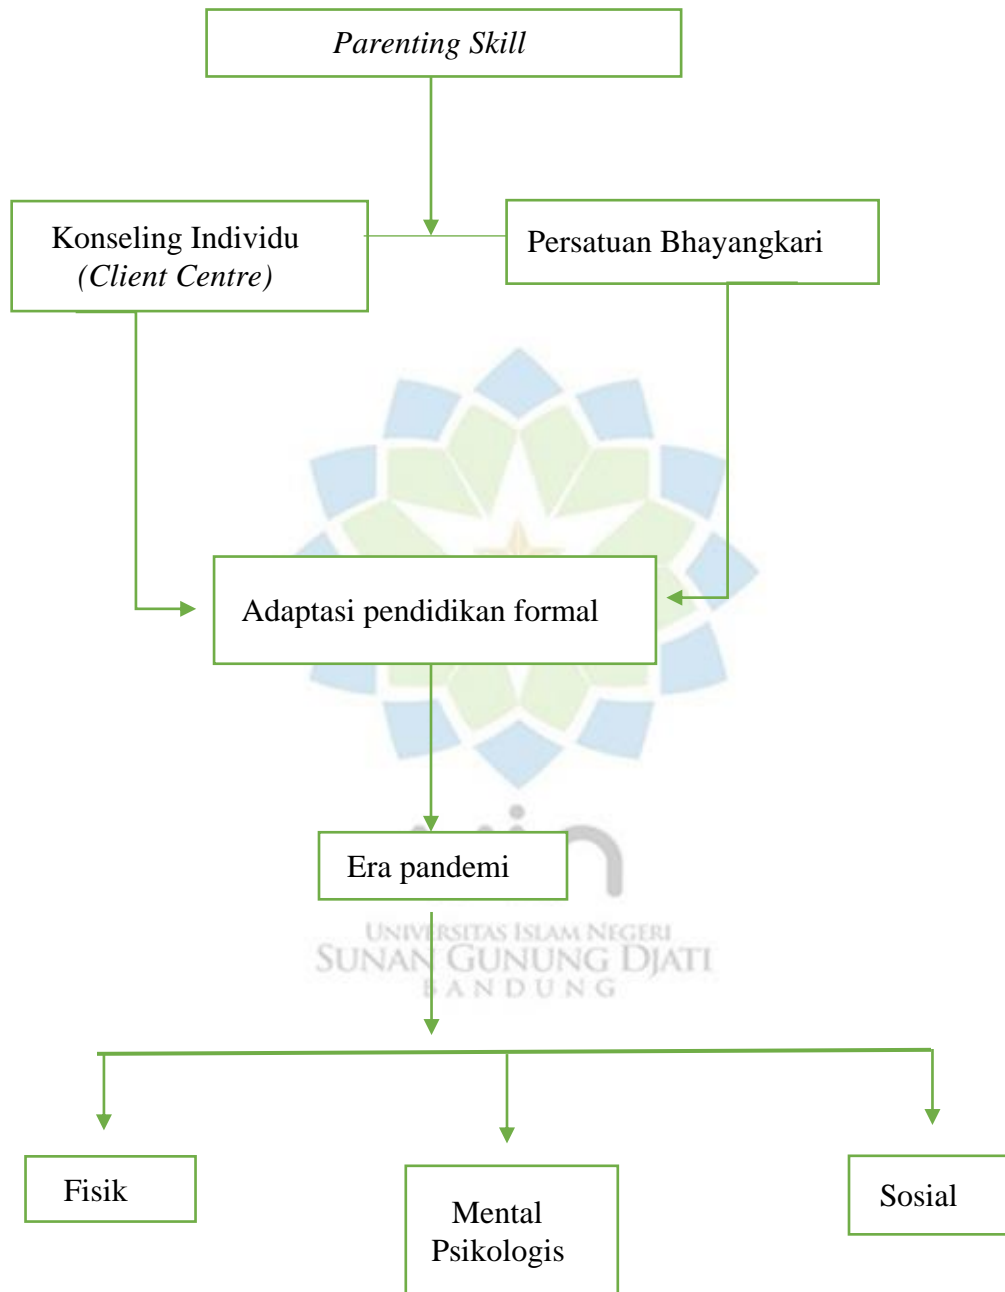 Parenting Skill
Konseling Individu
(Client Centre)
Persatuan Bhayangkari
Adaptasi pendidikan formal
Era pandemi
UNIVERSITAS ISLAM NEGERI
SUNAN GUNUNG DJATI
BANDUNG
Fisik
Mental
Psikologis
Sosial